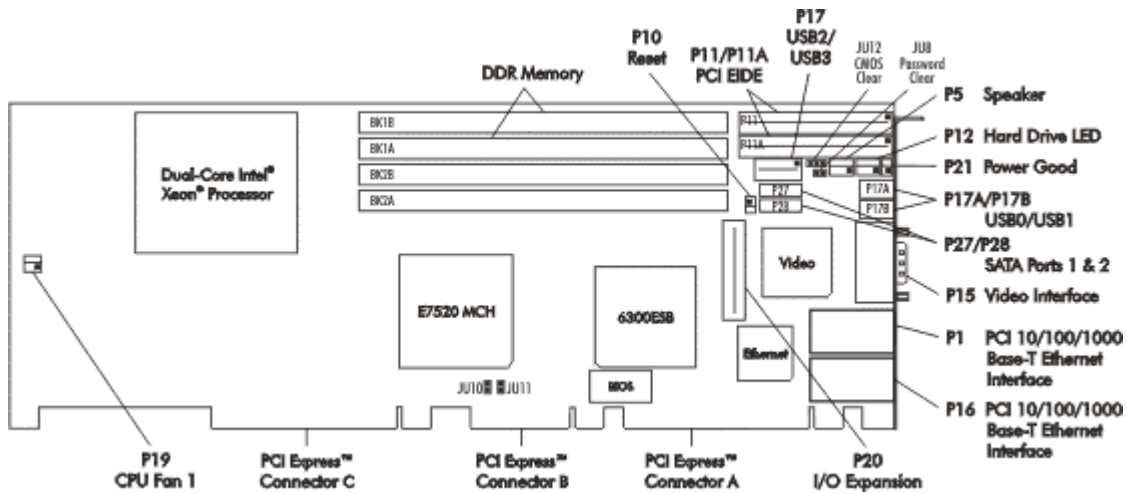 P17
USB2/
USB3
P10
Reset
P11/P11A
PCI EIDE
JU12
CMOS
Clear
JU8
Password
Clear
DDR Memory
P5 Speaker
P12 Hard Drive LED
P21 Power Good
P17A/P17B
USB0/USB1
P27/P28
SATA Ports 1 & 2
P15 Video Interface
P1 PCI 10/100/1000
Base-T Ethernet
Interface
P16 PCI 10/100/1000
Base-T Ethernet
Interface
Dual-Core Intel®
Xeon® Processor
BK1B
BK1A
BK2B
BK2A
P11
P11A
P27
P28
P17A
P17B
Video
E7520 MCH
6300ESB
Ethernet
BIOS
JU10
JU11
P19
CPU Fan 1
PCI Express™
Connector C
PCI Express™
Connector B
PCI Express™
Connector A
P20
I/O Expansion